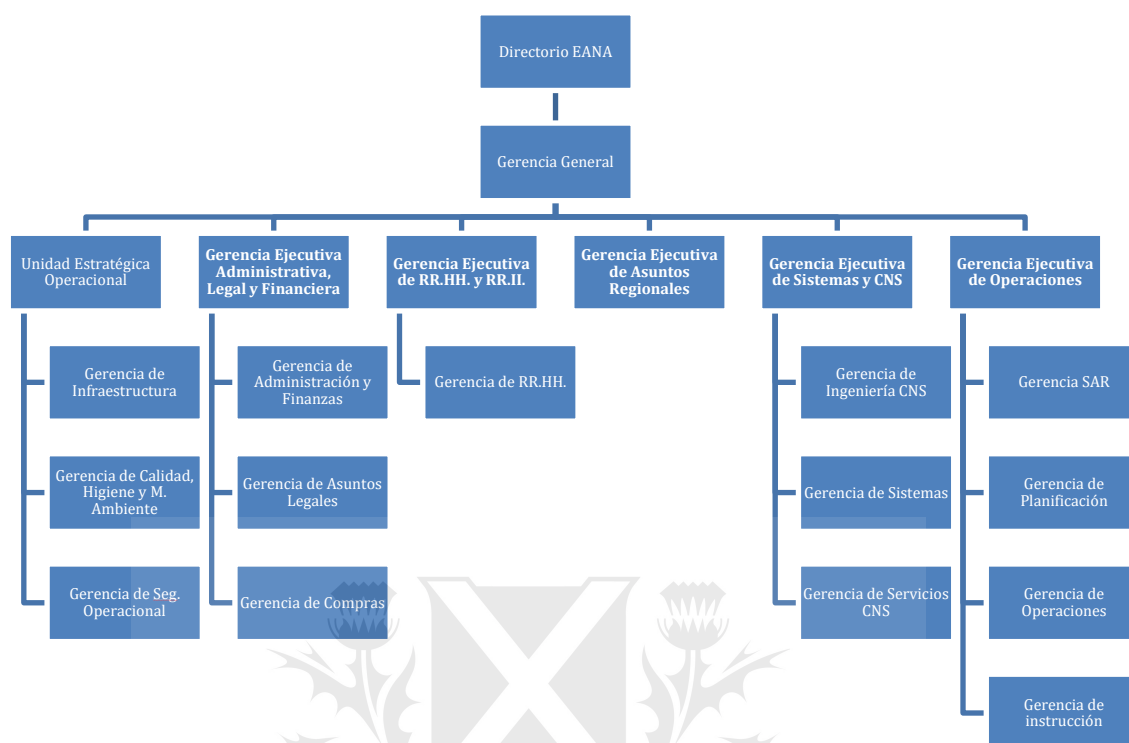 Directorio EANA
Gerencia General
Unidad Estratégica
Operacional
Gerencia Ejecutiva
Administrativa,
Legal y Financiera
Gerencia Ejecutiva
de RR.HH. y RR.II.
Gerencia Ejecutiva
de Asuntos
Regionales
Gerencia Ejecutiva
de Sistemas y CNS
Gerencia Ejecutiva
de Operaciones
Gerencia de
Infraestructura
Gerencia de
Administración y
Finanzas
Gerencia de RR.HH.
Gerencia de
Ingeniería CNS
Gerencia SAR
Gerencia de Calidad,
Higiene y M.
Ambiente
Gerencia de Asuntos
Legales
Gerencia de Sistemas
Gerencia de
Planificación
Gerencia de Seg.
Operacional
Gerencia de Compras
Gerencia de Servicios
CNS
Gerencia de
Operaciones
Gerencia de
instrucción